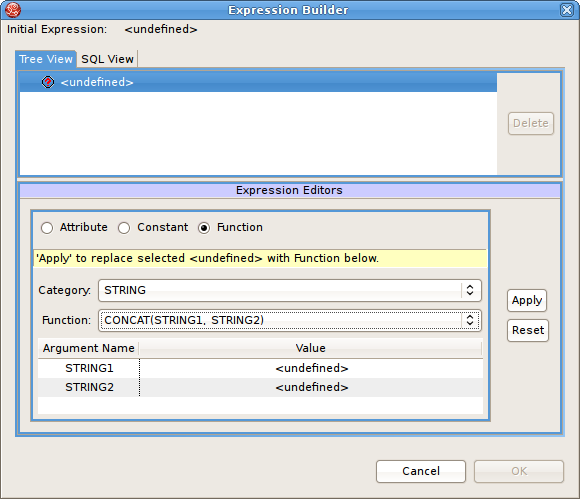 Expression Builder
Initial Expression: <undefined>
Tree View SQL View
<undefined>
Delete
Expression Editors
Attribute Constant Function
'Apply' to replace selected <undefined> with Function below.
Category: STRING
Function: CONCAT(STRING1, STRING2)
Apply
Reset
Argument Name Value
STRING1 <undefined>
STRING2 <undefined>
Cancel OK